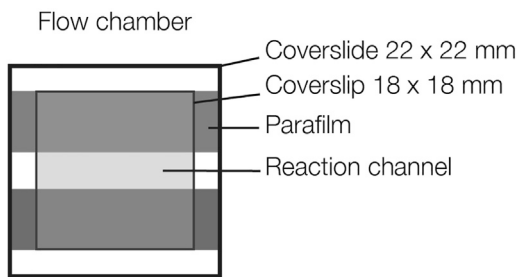 Flow chamber
Coverslide 22 x 22 mm
Coverslip 18 x 18 mm
Parafilm
Reaction channel